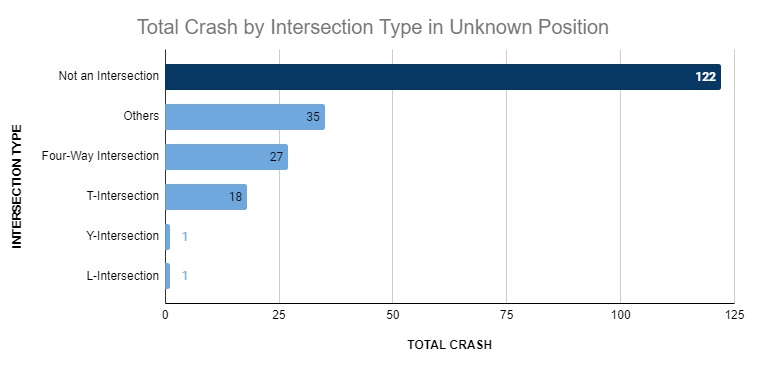 Total Crash by Intersection Type in Unknown Position
INTERSECTION TYPE
Not an Intersection
122
Others
35
Four-Way Intersection
27
T-Intersection
18
Y-Intersection
1
L-Intersection
1
0 25 50 75 100 125
TOTAL CRASH